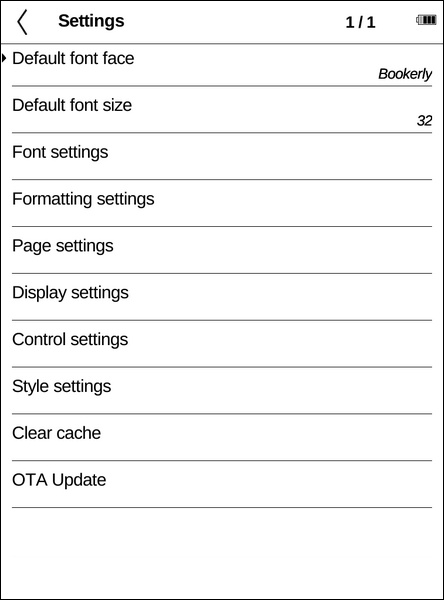 Settings 1 / 1
Default font face
Bookerly
Default font size
32
Font settings
Formatting settings
Page settings
Display settings
Control settings
Style settings
Clear cache
OTA Update